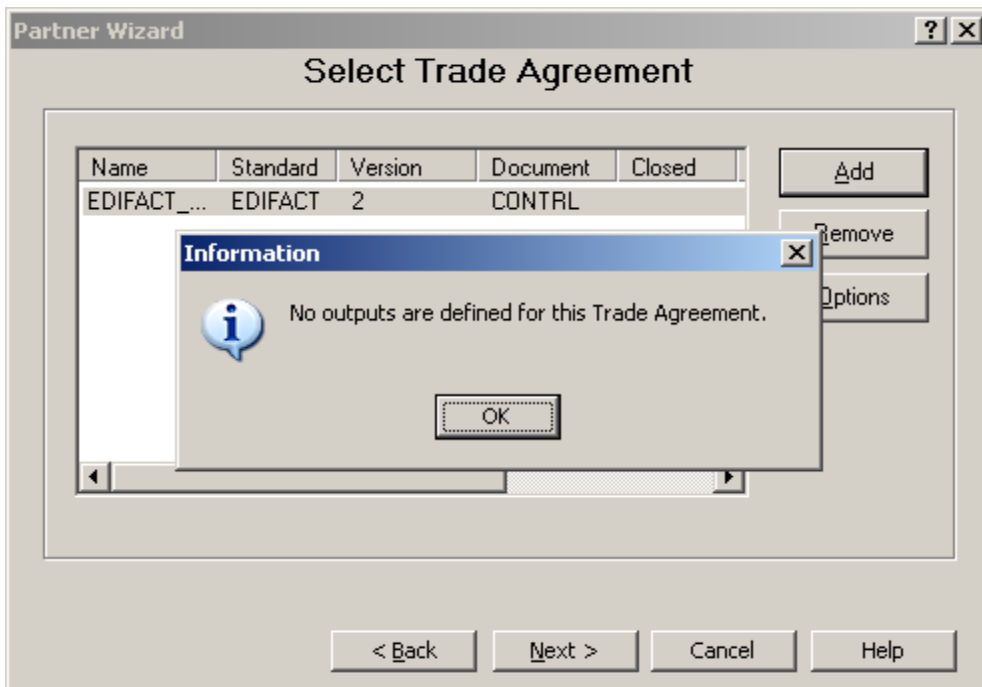 Partner Wizard
Select Trade Agreement
Name Standard Version Document Closed
EDIFACT_... EDIFACT 2 CONTRL
Add
Remove
Options
Information
No outputs are defined for this Trade Agreement.
OK
< Back Next > Cancel Help